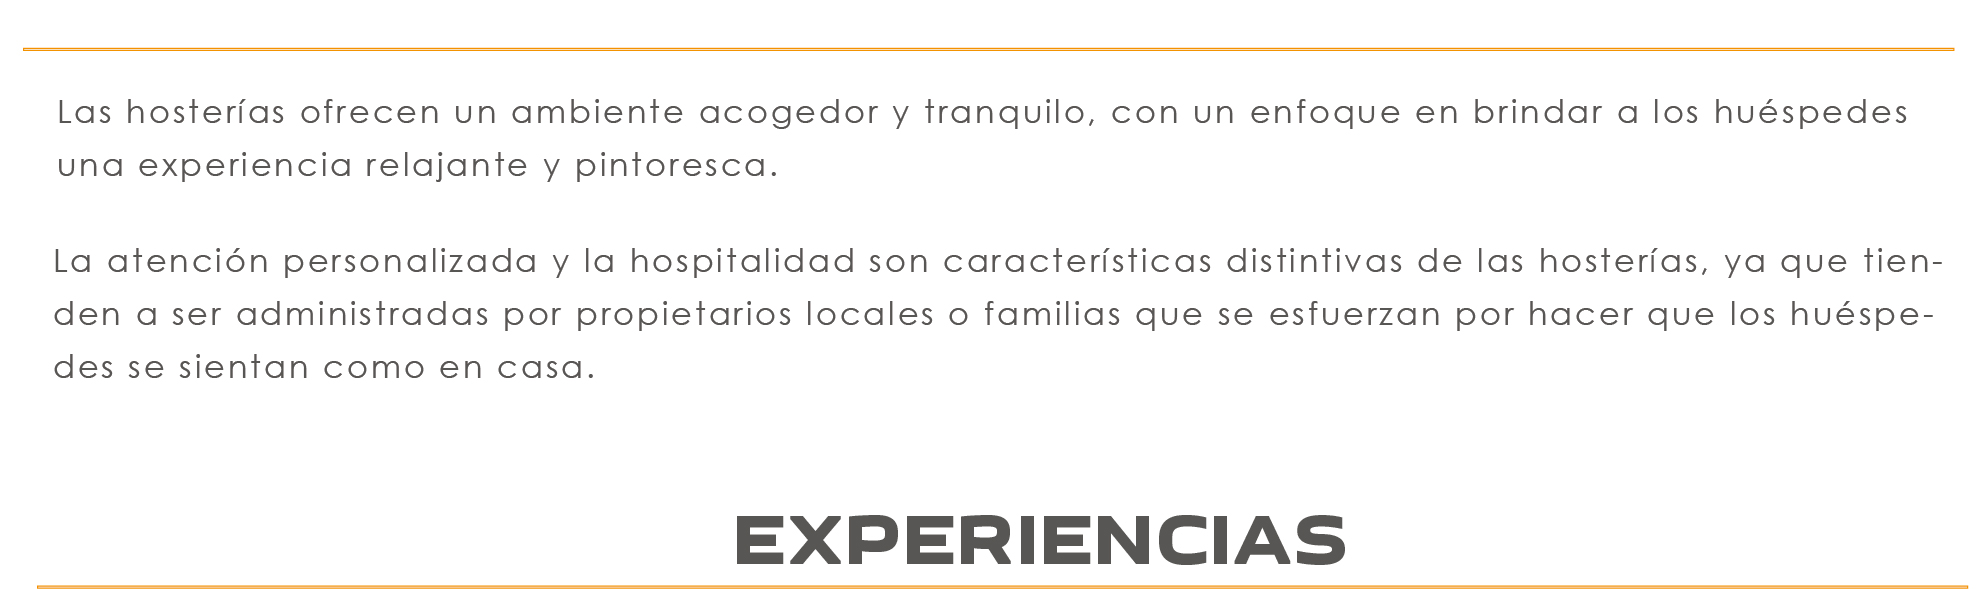 Las hosterías ofrecen un ambiente acogedor y tranquilo, con un enfoque en brindar a los huéspedes
una experiencia relajante y pintoresca.
La atención personalizada y la hospitalidad son características distintivas de las hosterías, ya que tien-
den a ser administradas por propietarios locales o familias que se esfuerzan por hacer que los huéspe-
des se sientan como en casa.
EXPERIENCIAS